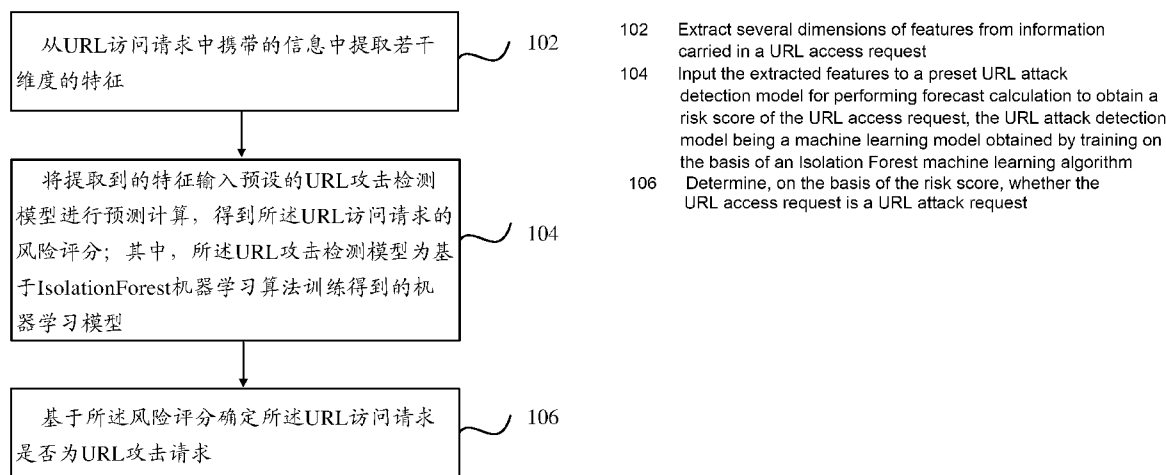 从URL访问请求中携带的信息中提取若干
维度的特征
102
将提取到的特征输入预设的URL攻击检测
模型进行预测计算，得到所述URL访问请求的
风险评分；其中，所述URL攻击检测模型为基
于IsolationForest机器学习算法训练得到的机
器学习模型
104
基于所述风险评分确定所述URL访问请求
是否为URL攻击请求
106
102 Extract several dimensions of features from information
carried in a URL access request
104 Input the extracted features to a preset URL attack
detection model for performing forecast calculation to obtain a
risk score of the URL access request, the URL attack detection
model being a machine learning model obtained by training on
the basis of an Isolation Forest machine learning algorithm
106 Determine, on the basis of the risk score, whether the
URL access request is a URL attack request